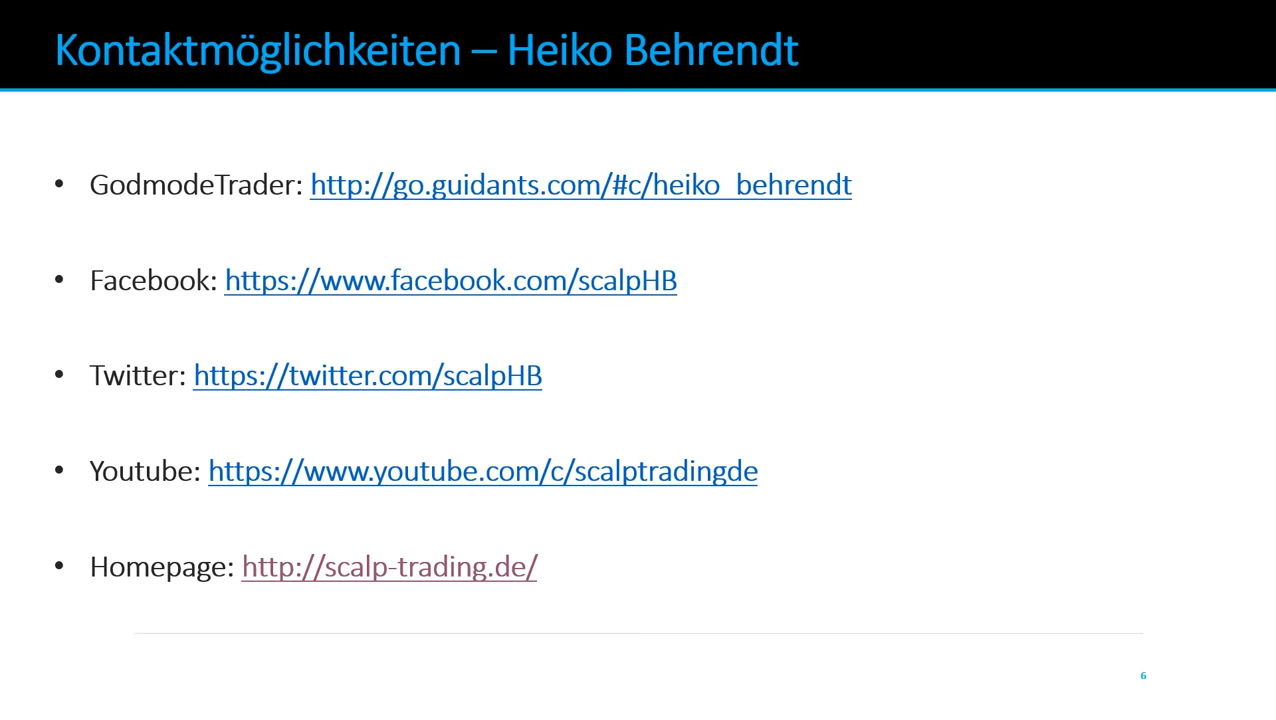 Kontaktmöglichkeiten – Heiko Behrendt
• GodmodeTrader: http://go.guidants.com/#c/heiko_behrendt
• Facebook: https://www.facebook.com/scalpHB
• Twitter: https://twitter.com/scalpHB
• Youtube: https://www.youtube.com/c/scalptradingde
• Homepage: http://scalp-trading.de/
6